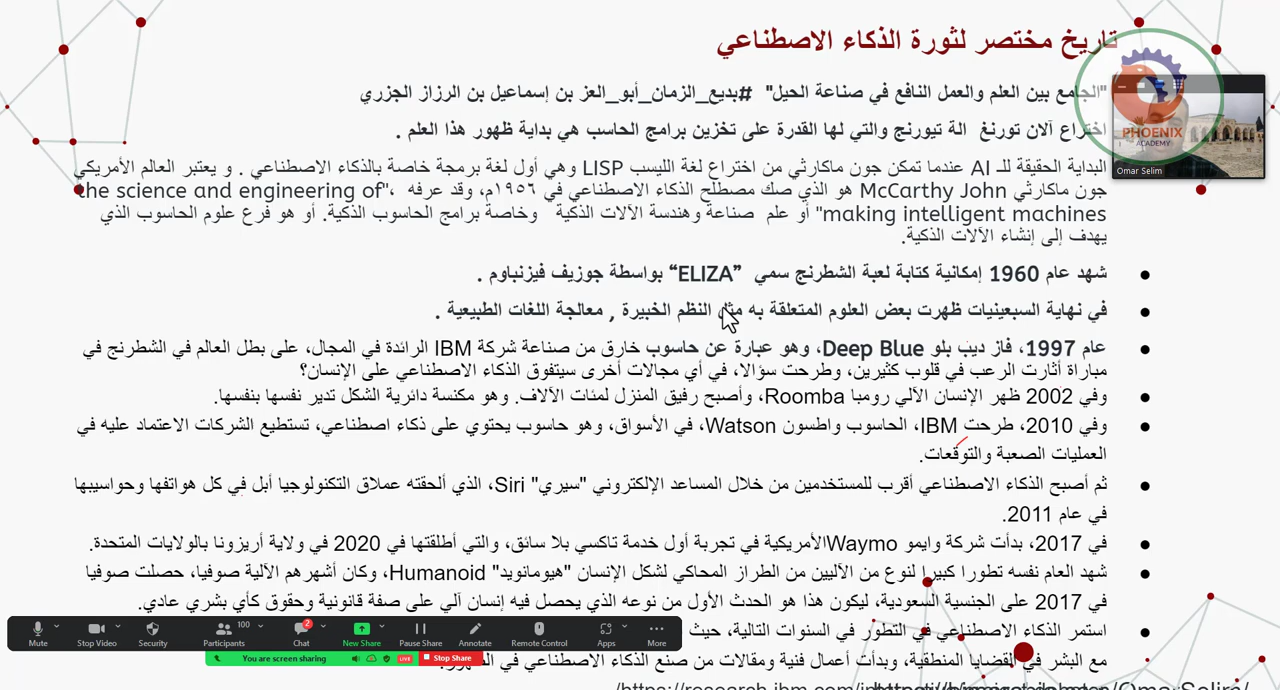 تاريخ مختصر لثورة الذكاء الاصطناعي
"الجامع بين العلم والعمل النافع في صناعة الحيل" #بديع_الزمان_أبو_العز بن إسماعيل بن الرزاز الجزري
اختراع آلان تورنغ الة تيورنج والتي لها القدرة على تخزين برامج الحاسب هي بداية ظهور هذا العلم .
البداية الحقيقة للـ AI عندما تمكن جون ماكارثي من اختراع لغة الليسب LISP وهي أول لغة برمجة خاصة بالذكاء الاصطناعي . و يعتبر العالم الأمريكي
جون ماكارثي McCarthy John هو الذي صك مصطلح الذكاء الاصطناعي في ١٩٥٦م، وقد عرفه ،"the science and engineering of
making intelligent machines" أو علم صناعة وهندسة الآلات الذكية وخاصة برامج الحاسوب الذكية. أو هو فرع علوم الحاسوب الذي
يهدف إلى إنشاء الآلات الذكية.
شهد عام 1960 إمكانية كتابة لعبة الشطرنج سمي "ELIZA" بواسطة جوزيف فيزنباوم .
في نهاية السبعينيات ظهرت بعض العلوم المتعلقة به مثل النظم الخبيرة , معالجة اللغات الطبيعية .
عام 1997، فاز ديب بلو Deep Blue، وهو عبارة عن حاسوب خارق من صناعة شركة IBM الرائدة في المجال، على بطل العالم في الشطرنج في
مباراة أثارت الرعب في قلوب كثيرين، وطرحت سؤالا، في أي مجالات أخرى سيتفوق الذكاء الاصطناعي على الإنسان؟
وفي 2002 ظهر الإنسان الآلي رومبا Roomba، وأصبح رفيق المنزل لمئات الآلاف. وهو مكنسة دائرية الشكل تدير نفسها بنفسها.
وفي 2010، طرحت IBM، الحاسوب واطسون Watson، في الأسواق، وهو حاسوب يحتوي على ذكاء اصطناعي، تستطيع الشركات الاعتماد عليه في
العمليات الصعبة والتوقعات.
ثم أصبح الذكاء الاصطناعي أقرب للمستخدمين من خلال المساعد الإلكتروني "سيري" Siri، الذي ألحقته عملاق التكنولوجيا أبل في كل هواتفها وحواسيبها
في عام 2011.
في 2017، بدأت شركة وايمو Waymoالأمريكية في تجربة أول خدمة تاكسي بلا سائق، والتي أطلقتها في 2020 في ولاية أريزونا بالولايات المتحدة.
شهد العام نفسه تطورا كبيرا لنوع من الآليين من الطراز المحاكي لشكل الإنسان "هيومانويد" Humanoid، وكان أشهرهم الآلية صوفيا، حصلت صوفيا
في 2017 على الجنسية السعودية، ليكون هذا هو الحدث الأول من نوعه الذي يحصل فيه إنسان آلي على صفة قانونية وحقوق كأي بشري عادي.
استمر الذكاء الاصطناعي في التطور في السنوات التالية، حيث
مع البشر في القضايا المنطقية، وبدأت أعمال فنية ومقالات من صنع الذكاء الاصطناعي في
PHOENIX
ACADEMY
Omar Selim
Mute
Stop Video
Security
Participants
100
Chat
2
New Share
Pause Share
Annotate
Remote Control
Apps
More
You are screen sharing
LIVE
Stop Share